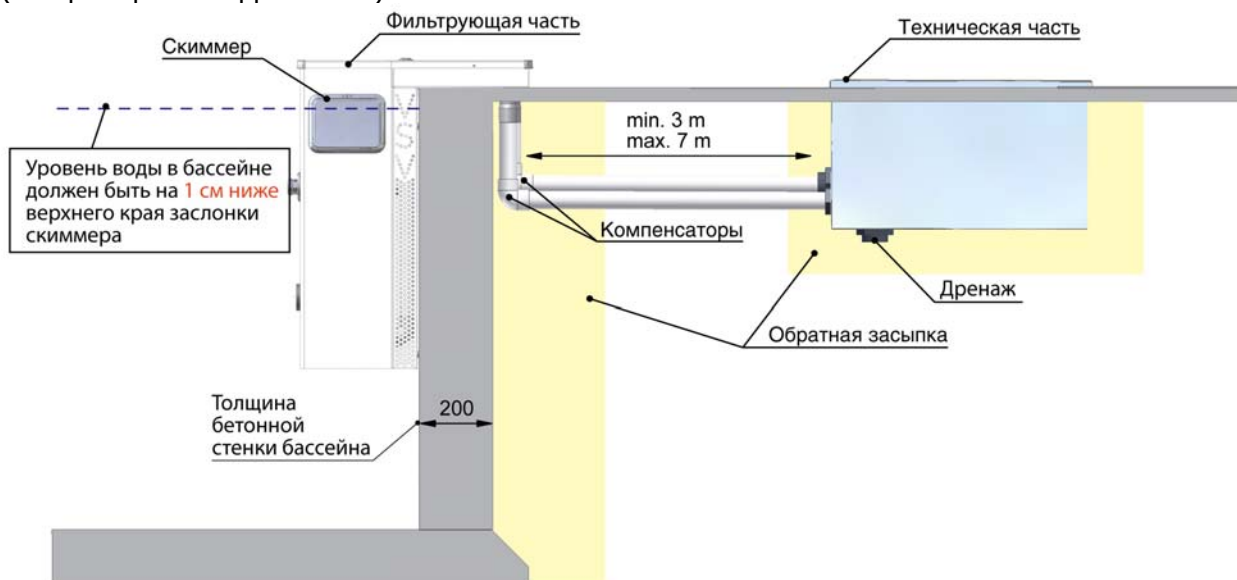 Фильтрующая часть
Скиммер
Техническая часть
min. 3 m
max. 7 m
Уровень воды в бассейне
должен быть на 1 см ниже
верхнего края заслонки
скиммера
Компенсаторы
Дренаж
Обратная засыпка
Толщина
бетонной
стенки бассейна
200